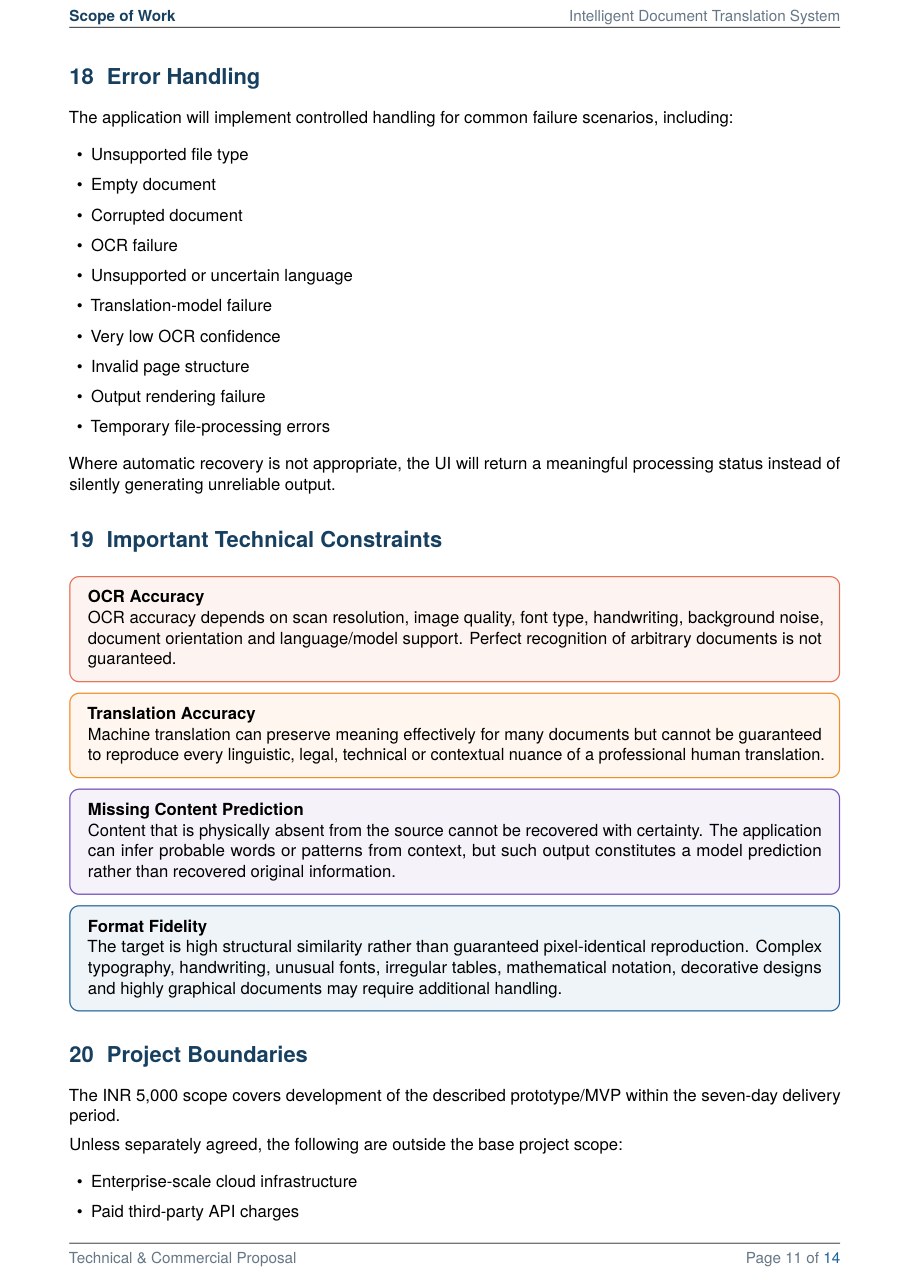 Scope of Work Intelligent Document Translation System
18 Error Handling
The application will implement controlled handling for common failure scenarios, including:
• Unsupported file type
• Empty document
• Corrupted document
• OCR failure
• Unsupported or uncertain language
• Translation-model failure
• Very low OCR confidence
• Invalid page structure
• Output rendering failure
• Temporary file-processing errors
Where automatic recovery is not appropriate, the UI will return a meaningful processing status instead of
silently generating unreliable output.
19 Important Technical Constraints
OCR Accuracy
OCR accuracy depends on scan resolution, image quality, font type, handwriting, background noise,
document orientation and language/model support. Perfect recognition of arbitrary documents is not
guaranteed.
Translation Accuracy
Machine translation can preserve meaning effectively for many documents but cannot be guaranteed
to reproduce every linguistic, legal, technical or contextual nuance of a professional human translation.
Missing Content Prediction
Content that is physically absent from the source cannot be recovered with certainty. The application
can infer probable words or patterns from context, but such output constitutes a model prediction
rather than recovered original information.
Format Fidelity
The target is high structural similarity rather than guaranteed pixel-identical reproduction. Complex
typography, handwriting, unusual fonts, irregular tables, mathematical notation, decorative designs
and highly graphical documents may require additional handling.
20 Project Boundaries
The INR 5,000 scope covers development of the described prototype/MVP within the seven-day delivery
period.
Unless separately agreed, the following are outside the base project scope:
• Enterprise-scale cloud infrastructure
• Paid third-party API charges
Technical & Commercial Proposal Page 11 of 14